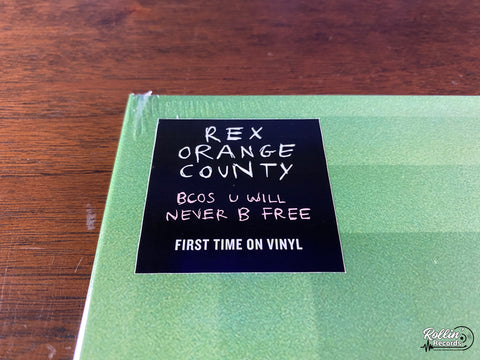 REX
ORANGE
COUNTY
BCOS U WILL
NEVER B FREE
FIRST TIME ON VINYL
Rollin
Records